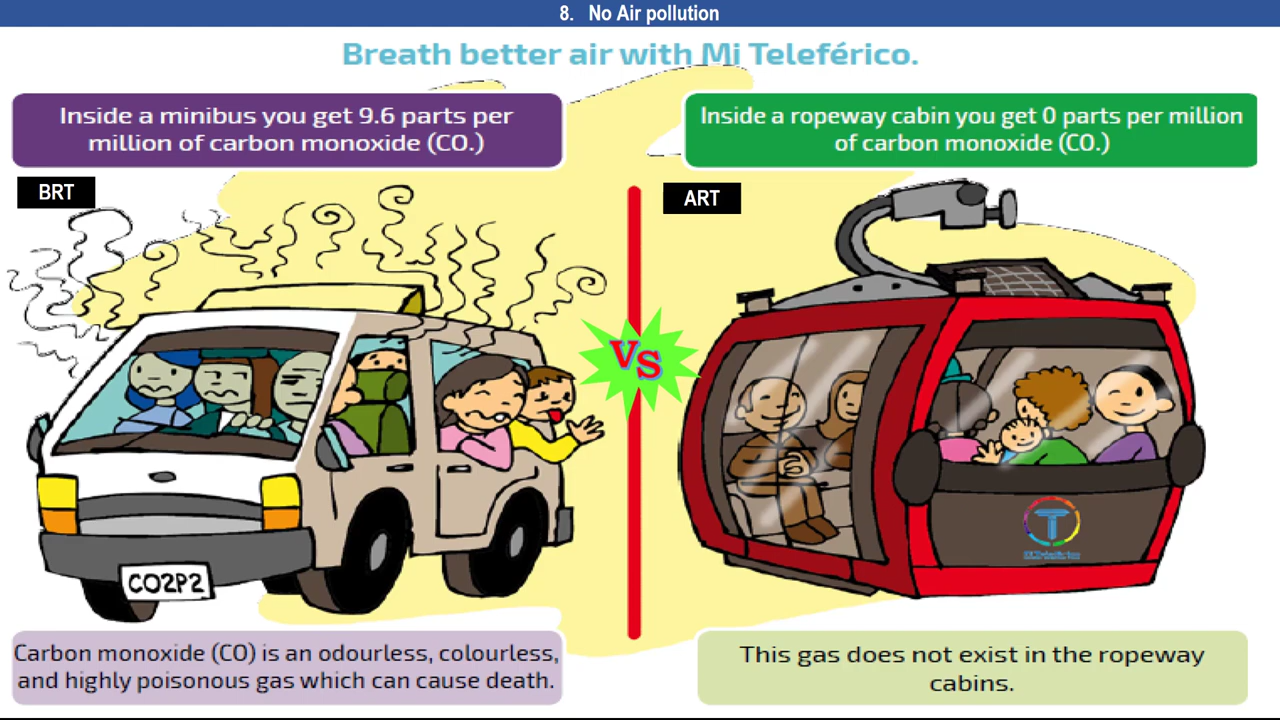 8. No Air pollution
Breath better air with Mi Teleférico.
Inside a minibus you get 9.6 parts per
million of carbon monoxide (CO.)
Inside a ropeway cabin you get 0 parts per million
of carbon monoxide (CO.)
BRT
ART
VS
CO2P2
Carbon monoxide (CO) is an odourless, colourless,
and highly poisonous gas which can cause death.
This gas does not exist in the ropeway
cabins.